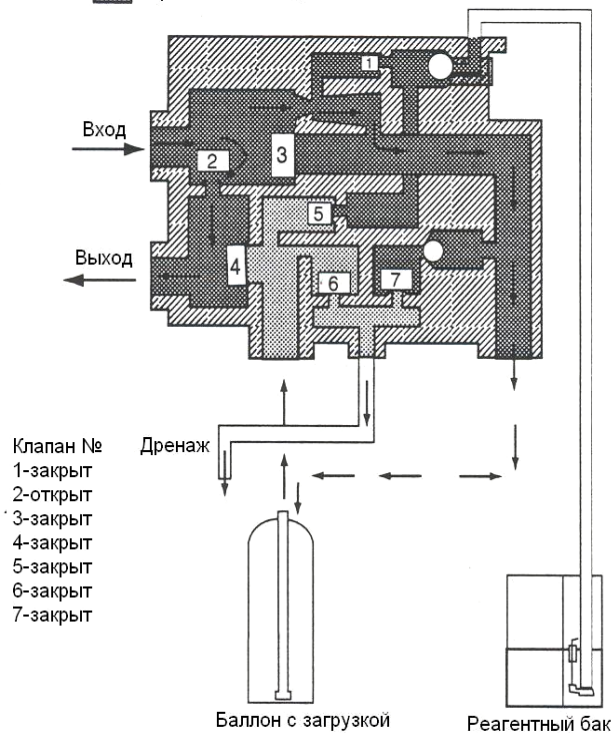 1
Вход
2
3
5
Выход
4
6
7
Клапан №
Дренаж
1-закрыт
2-открыт
3-закрыт
4-закрыт
5-закрыт
6-закрыт
7-закрыт
Баллон с загрузкой
Реагентный бак